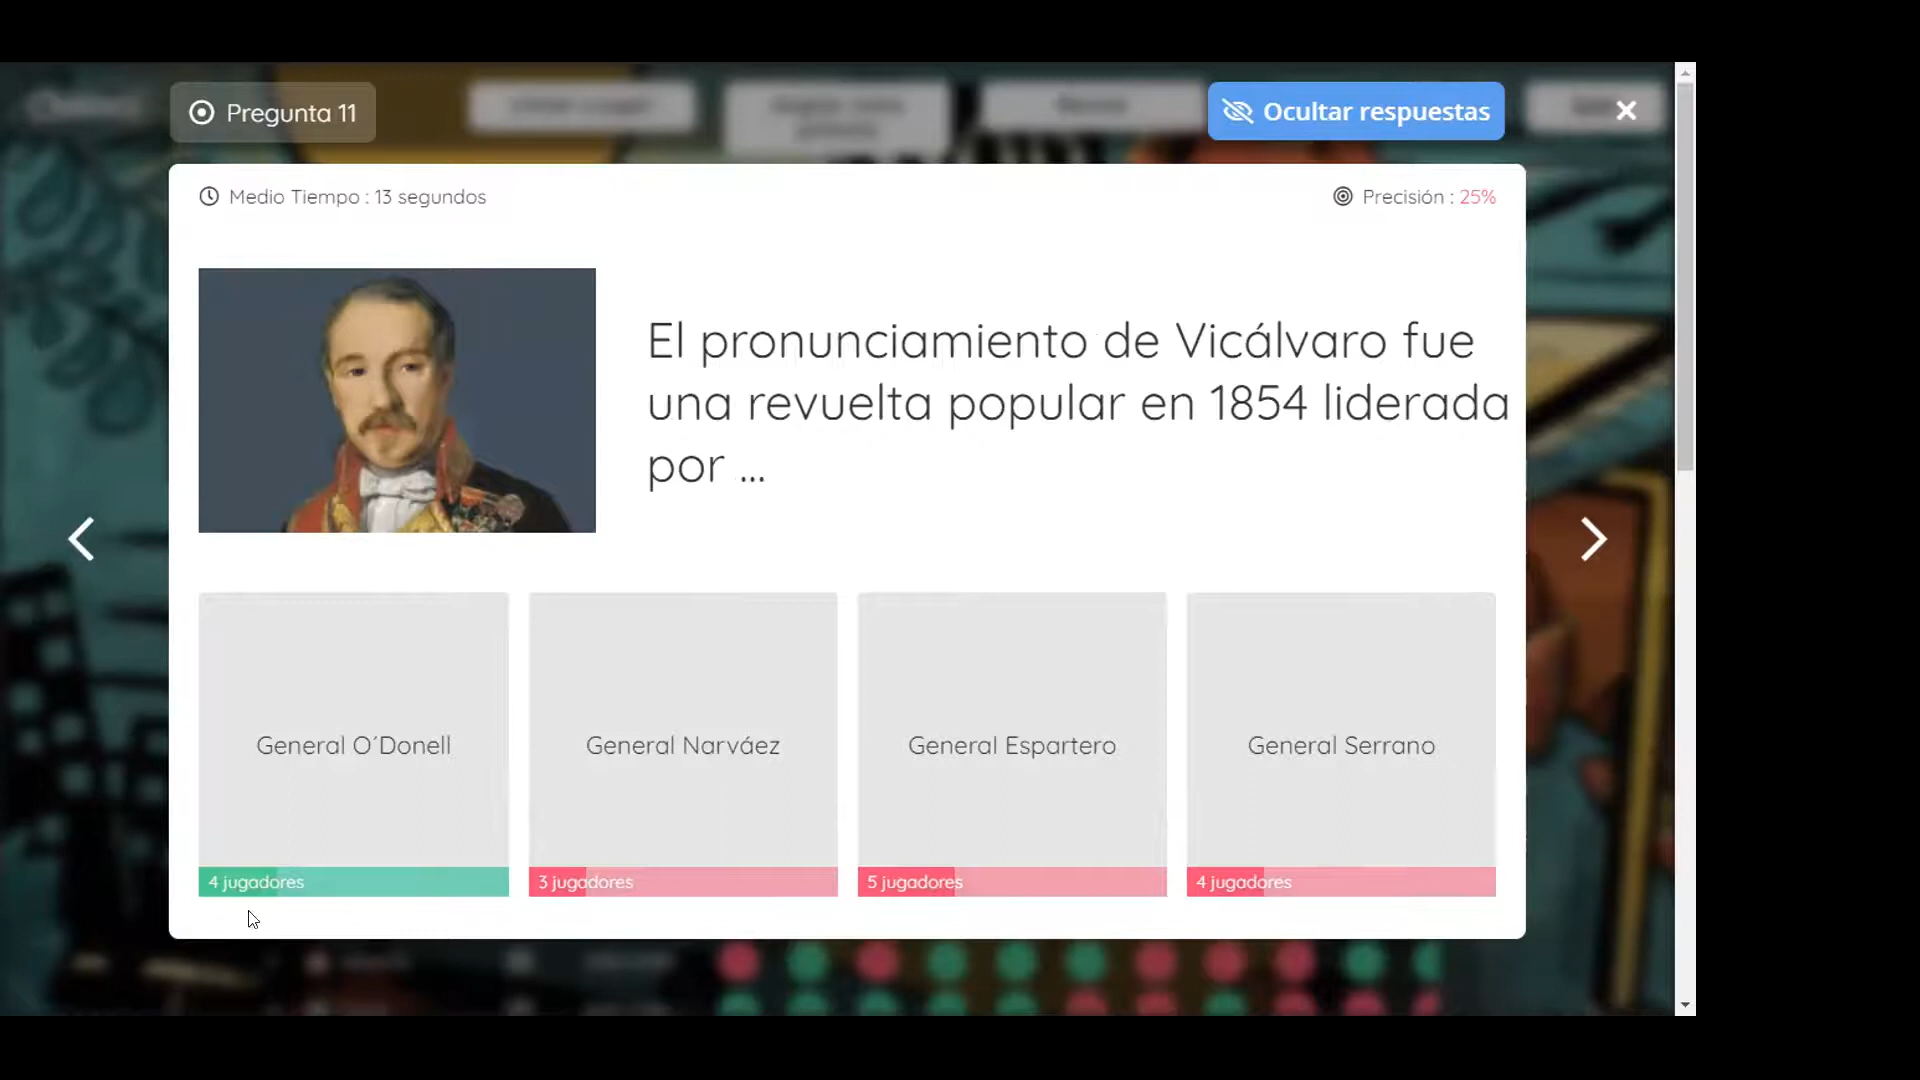 Pregunta 11
Ocultar respuestas
Medio Tiempo : 13 segundos
Precisión : 25%
El pronunciamiento de Vicálvaro fue
una revuelta popular en 1854 liderada
por ...
General O´Donell
General Narváez
General Espartero
General Serrano
4 jugadores
3 jugadores
5 jugadores
4 jugadores